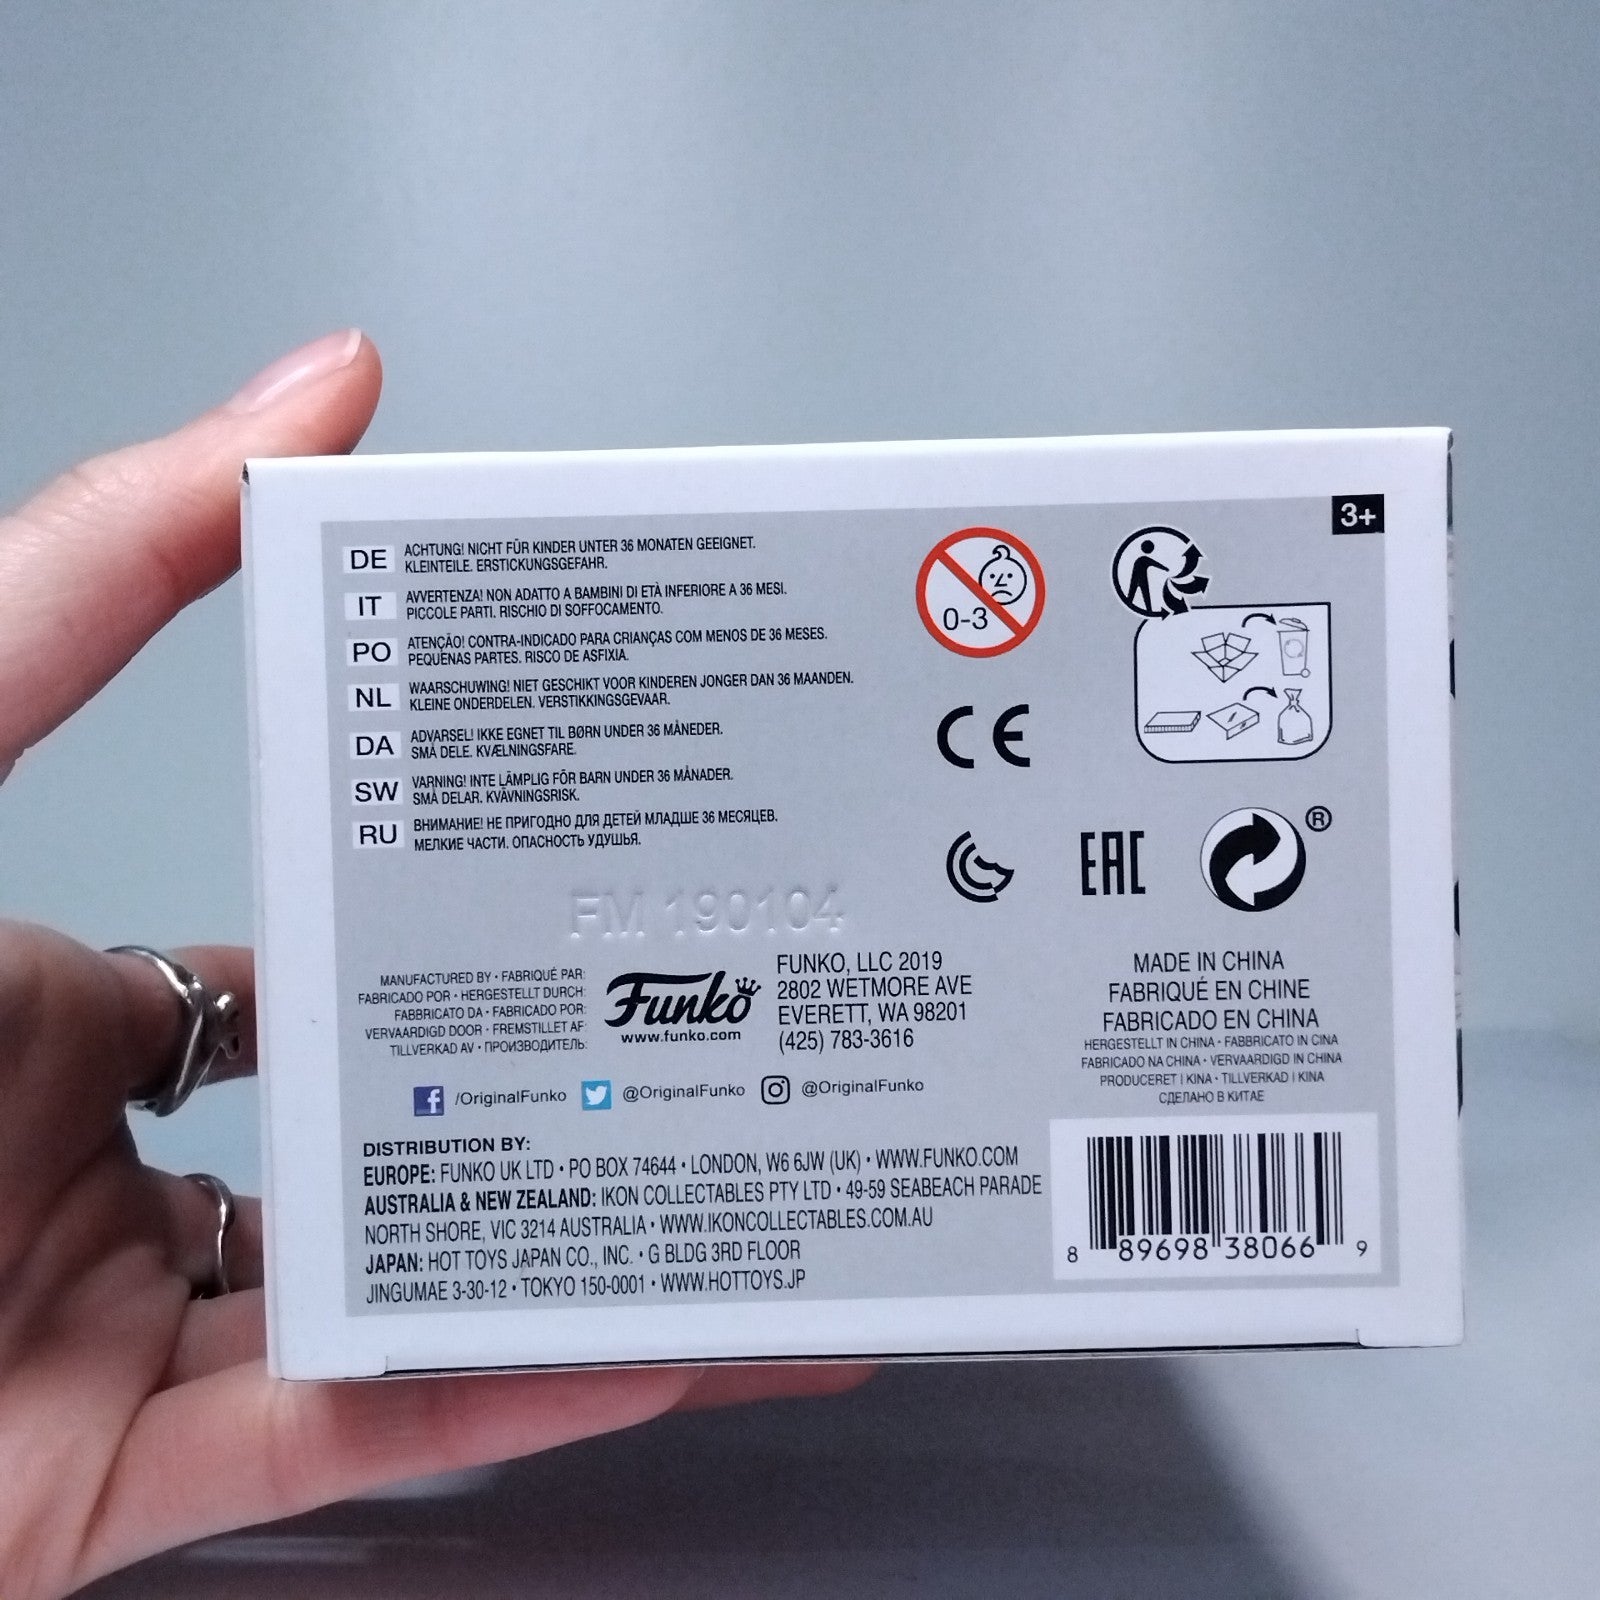 3+
DE ACHTUNG! NICHT FÜR KINDER UNTER 36 MONATEN GEEIGNET.
KLEINTEILE. ERSTICKUNGSGEFAHR.
IT AVVERTENZA! NON ADATTO A BAMBINI DI ETÀ INFERIORE A 36 MESI.
PICCOLE PARTI. RISCHIO DI SOFFOCAMENTO.
PO ATENÇÃO! CONTRA-INDICADO PARA CRIANÇAS COM MENOS DE 36 MESES.
PEQUENAS PARTES. RISCO DE ASFIXIA.
NL WAARSCHUWING! NIET GESCHIKT VOOR KINDEREN JONGER DAN 36 MAANDEN.
KLEINE ONDERDELEN. VERSTIKKINGSGEVAAR.
DA ADVARSEL! IKKE EGNET TIL BØRN UNDER 36 MÅNEDER.
SMÅ DELE. KVÆLNINGSFARE.
SW VARNING! INTE LÄMPLIG FÖR BARN UNDER 36 MÅNADER.
SMÅ DELAR. KVÄVNINGSRISK.
RU ВНИМАНИЕ! НЕ ПРИГОДНО ДЛЯ ДЕТЕЙ МЛАДШЕ 36 МЕСЯЦЕВ.
МЕЛКИЕ ЧАСТИ. ОПАСНОСТЬ УДУШЬЯ.
0-3
CE
EAC
®
FM 190104
MANUFACTURED BY • FABRIQUÉ PAR:
FABRICADO POR • HERGESTELLT DURCH:
FABBRICATO DA • FABRICADO POR:
VERVAARDIGD DOOR • FREMSTILLET AF:
TILLVERKAD AV • ПРОИЗВОДИТЕЛЬ:
Funko
www.funko.com
FUNKO, LLC 2019
2802 WETMORE AVE
EVERETT, WA 98201
(425) 783-3616
MADE IN CHINA
FABRIQUÉ EN CHINE
FABRICADO EN CHINA
HERGESTELLT IN CHINA • FABBRICATO IN CINA
FABRICADO NA CHINA • VERVAARDIGD IN CHINA
PRODUCERET I KINA • TILLVERKAD I KINA
СДЕЛАНО В КИТАЕ
f /OriginalFunko @OriginalFunko @OriginalFunko
DISTRIBUTION BY:
EUROPE: FUNKO UK LTD • PO BOX 74644 • LONDON, W6 6JW (UK) • WWW.FUNKO.COM
AUSTRALIA & NEW ZEALAND: IKON COLLECTABLES PTY LTD • 49-59 SEABEACH PARADE
NORTH SHORE, VIC 3214 AUSTRALIA • WWW.IKONCOLLECTABLES.COM.AU
JAPAN: HOT TOYS JAPAN CO., INC. • G BLDG 3RD FLOOR
JINGUMAE 3-30-12 • TOKYO 150-0001 • WWW.HOTTOYS.JP
8 89698 38066 9